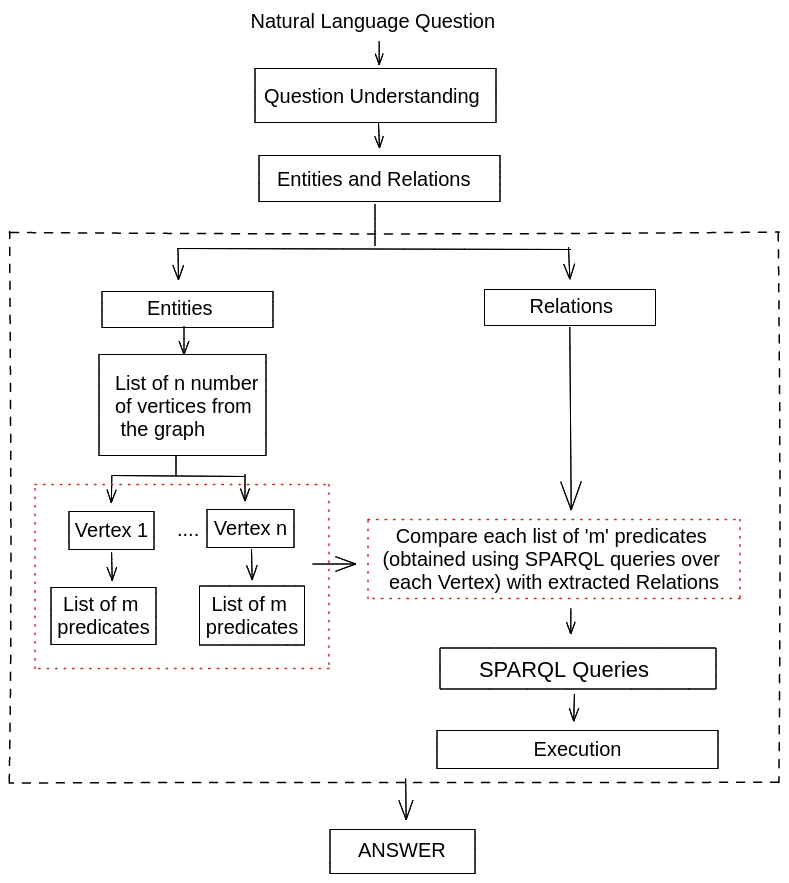 Natural Language Question
Question Understanding
Entities and Relations
Entities
Relations
List of n number
of vertices from
the graph
Vertex 1
....
Vertex n
List of m
predicates
List of m
predicates
Compare each list of 'm' predicates
(obtained using SPARQL queries over
each Vertex) with extracted Relations
SPARQL Queries
Execution
ANSWER